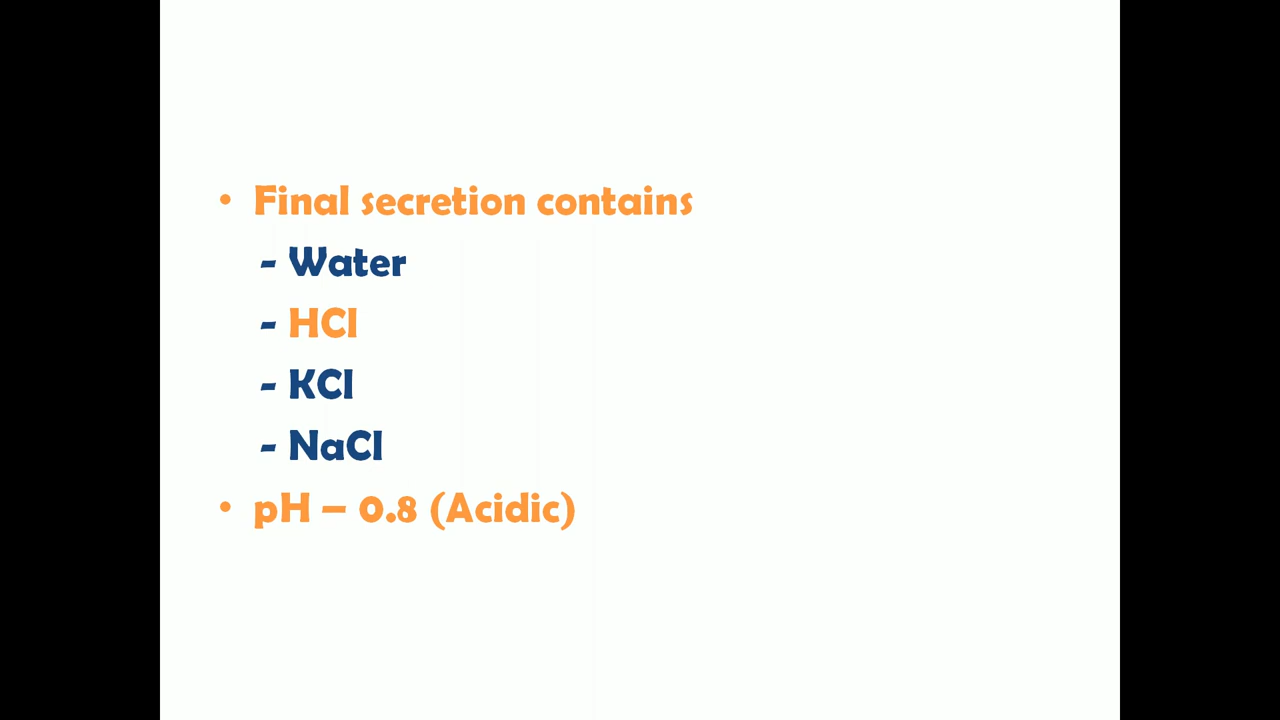 • Final secretion contains
- Water
- HCl
- KCl
- NaCl
• pH – 0.8 (Acidic)